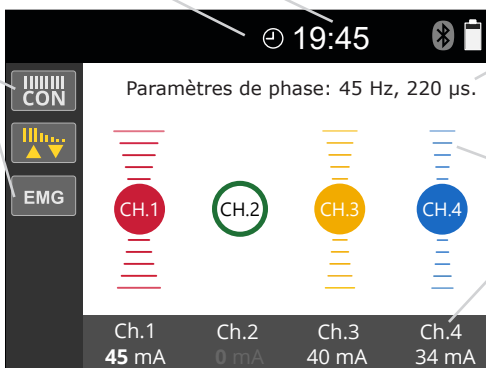 19:45
CON
Paramètres de phase: 45 Hz, 220 µs.
EMG
CH.1 CH.2 CH.3 CH.4
Ch.1 Ch.2 Ch.3 Ch.4
45 mA 0 mA 40 mA 34 mA